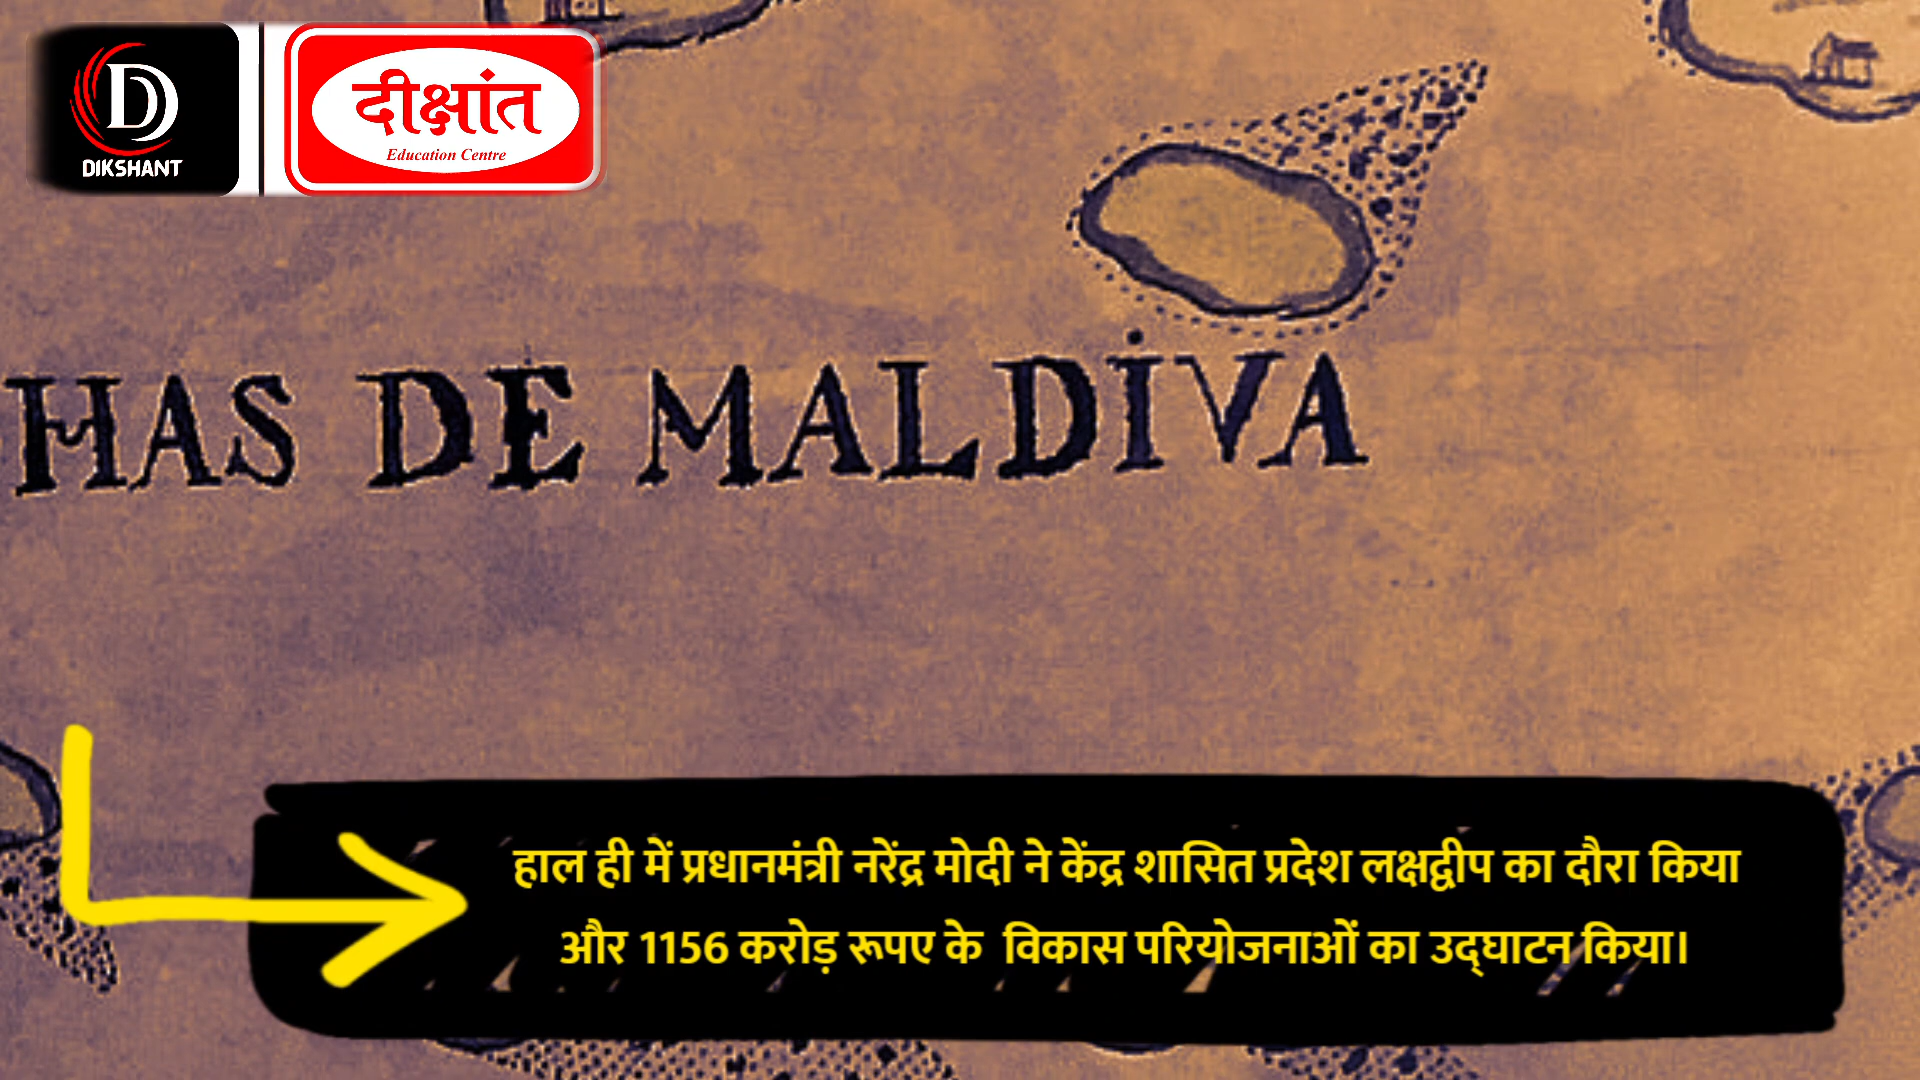 DIKSHANT
दीक्षांत
Education Centre
HAS DE MALDIVA
हाल ही में प्रधानमंत्री नरेंद्र मोदी ने केंद्र शासित प्रदेश लक्षद्वीप का दौरा किया
और 1156 करोड़ रूपए के विकास परियोजनाओं का उद्घाटन किया।